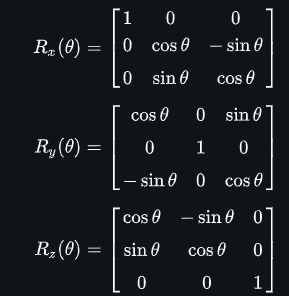 R_x(θ) = [1 0 0
0 cos θ − sin θ
0 sin θ cos θ]
R_y(θ) = [cos θ 0 sin θ
0 1 0
− sin θ 0 cos θ]
R_z(θ) = [cos θ − sin θ 0
sin θ cos θ 0
0 0 1]